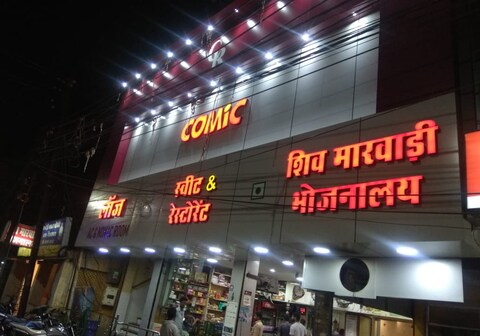 COMiC
लॉज
स्वीट &
रेस्टोरेंट
शिव मारवाड़ी
भोजनालय